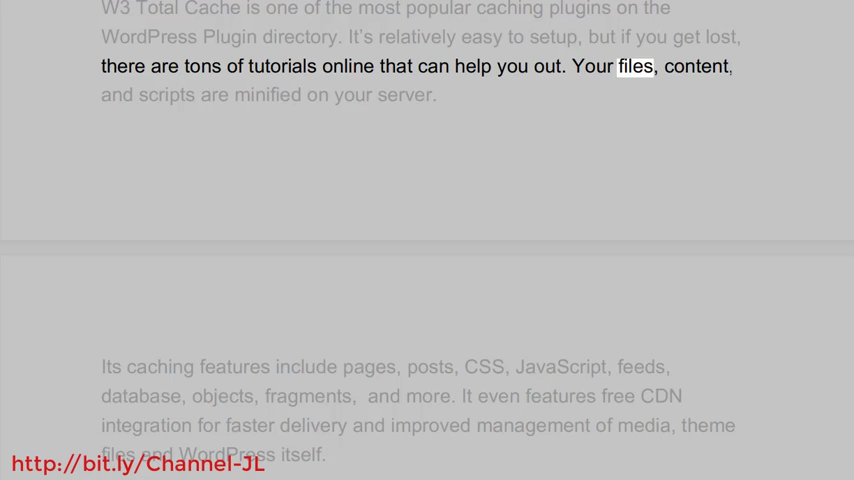 W3 Total Cache is one of the most popular caching plugins on the
WordPress Plugin directory. It's relatively easy to setup, but if you get lost,
there are tons of tutorials online that can help you out. Your files, content,
and scripts are minified on your server.
Its caching features include pages, posts, CSS, JavaScript, feeds,
database, objects, fragments,  and more. It even features free CDN
integration for faster delivery and improved management of media, theme
files and WordPress itself.
http://bit.ly/Channel-JL